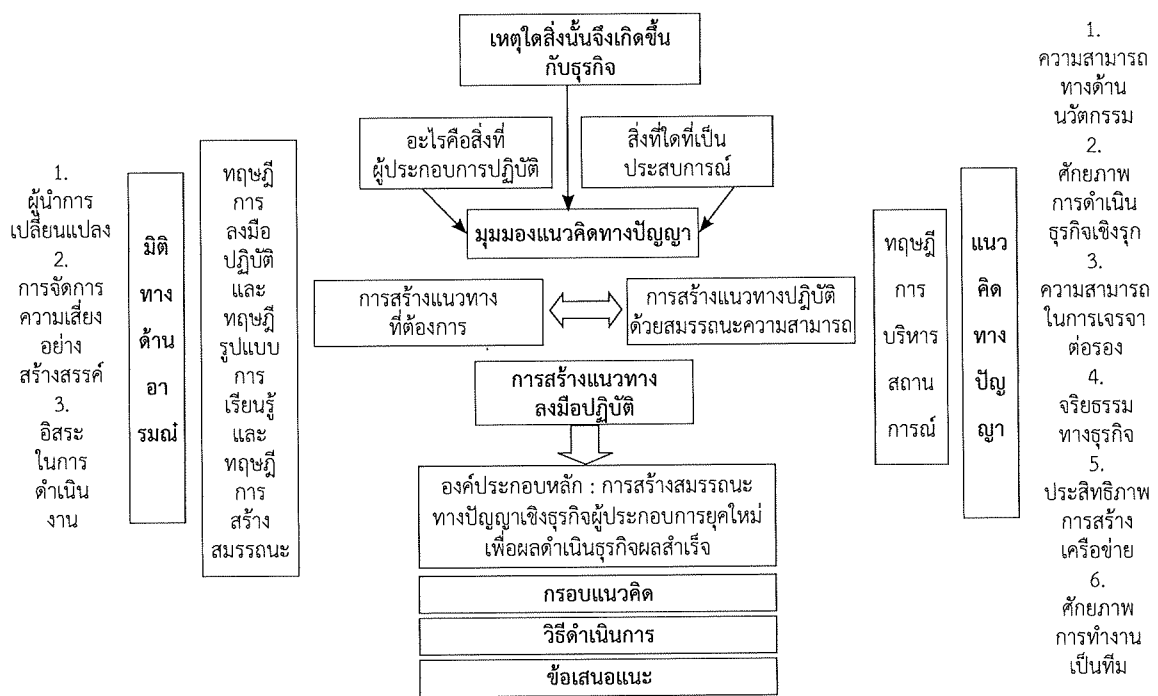 เหตุใดสิ่งนั้นจึงเกิดขึ้น
กับธุรกิจ
อะไรคือสิ่งที่
ผู้ประกอบการปฏิบัติ
สิ่งที่ใดที่เป็น
ประสบการณ์
มุมมองแนวคิดทางปัญญา
การสร้างแนวทาง
ที่ต้องการ
การสร้างแนวทางปฏิบัติ
ด้วยสมรรถนะความสามารถ
การสร้างแนวทาง
ลงมือปฏิบัติ
องค์ประกอบหลัก : การสร้างสมรรถนะ
ทางปัญญาเชิงธุรกิจผู้ประกอบการยุคใหม่
เพื่อผลดำเนินธุรกิจผลสำเร็จ
กรอบแนวคิด
วิธีดำเนินการ
ข้อเสนอแนะ
1.
ผู้นำการ
เปลี่ยนแปลง
2.
การจัดการ
ความเสี่ยง
อย่าง
สร้างสรรค์
3.
อิสระ
ในการ
ดำเนิน
งาน
มิติ
ทาง
ด้าน
อา
รมณ์
ทฤษฎี
การ
ลงมือ
ปฏิบัติ
และ
ทฤษฎี
รูปแบบ
การ
เรียนรู้
และ
ทฤษฎี
การ
สร้าง
สมรรถนะ
ทฤษฎี
การ
บริหาร
สถาน
การณ์
แนว
คิด
ทาง
ปัญ
ญา
1.
ความสามารถ
ทางด้าน
นวัตกรรม
2.
ศักยภาพ
การดำเนิน
ธุรกิจเชิงรุก
3.
ความสามารถ
ในการเจรจา
ต่อรอง
4.
จริยธรรม
ทางธุรกิจ
5.
ประสิทธิภาพ
การสร้าง
เครือข่าย
6.
ศักยภาพ
การทำงาน
เป็นทีม